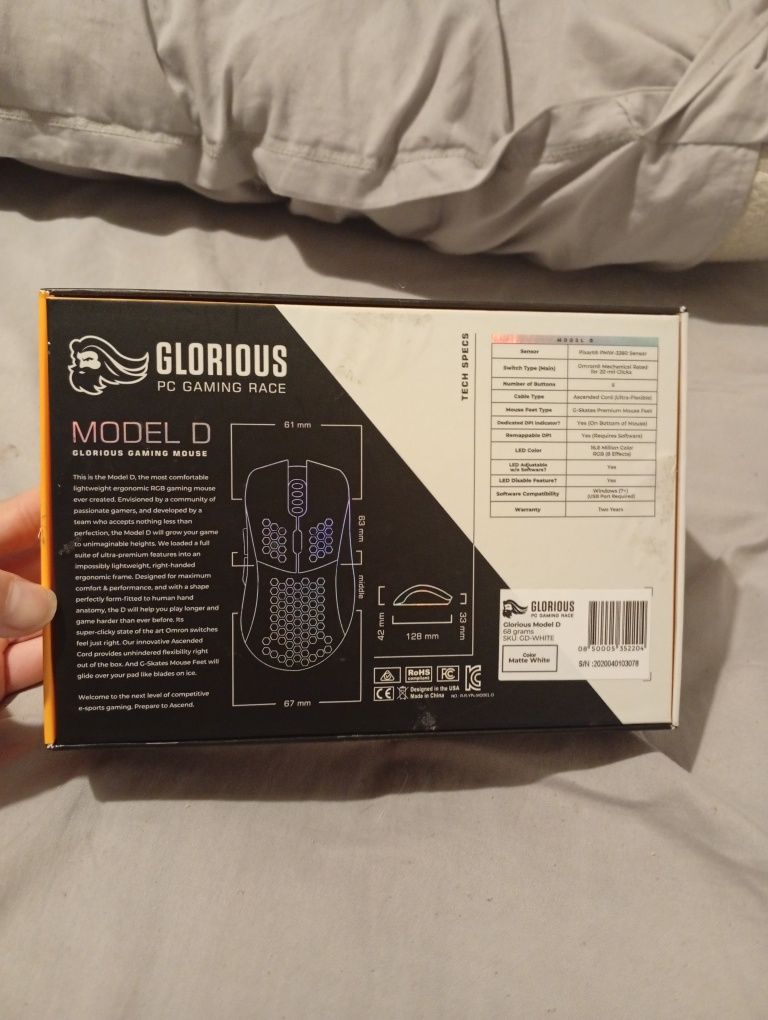 GLORIOUS
PC GAMING RACE
MODEL D
GLORIOUS GAMING MOUSE
This is the Model D, the most comfortable
lightweight ergonomic RGB gaming mouse
ever created. Envisioned by a community of
passionate gamers, and developed by a
team who accepts nothing less than
perfection, the Model D will grow your game
to unimaginable heights. We loaded a full
suite of ultra-premium features into an
impossibly lightweight, right-handed
ergonomic frame. Designed for maximum
comfort & performance, and with a shape
perfectly form-fitted to human hand
anatomy, the D will help you play longer and
game harder than ever before. Its
super-clicky state of the art Omron switches
feel just right. Our innovative Ascended
Cord provides unhindered flexibility right
out of the box. And G-Skates Mouse Feet will
glide over your pad like blades on ice.
Welcome to the next level of competitive
e-sports gaming. Prepare to Ascend.
61 mm
63 mm
middle
67 mm
42 mm
128 mm
33 mm
RoHS
compliant
FC
CE
Designed in the USA
Made in China
TECH SPECS
MODEL D
Sensor Pixart® PMW-3360 Sensor
Switch Type (Main) Omron® Mechanical Rated
for 20 mil Clicks
Number of Buttons 6
Cable Type Ascended Cord (Ultra-Flexible)
Mouse Feet Type G-Skates Premium Mouse Feet
Dedicated DPI Indicator? Yes (On Bottom of Mouse)
Remappable DPI Yes (Requires Software)
LED Color 16.8 Million Color
RGB (8 Effects)
LED Adjustable
w/o Software? Yes
LED Disable Feature? Yes
Software Compatibility Windows (7+)
(USB Port Required)
Warranty Two Years
GLORIOUS
PC GAMING RACE
Glorious Model D
68 grams
SKU: GD-WHITE
Color
Matte White
0 85000535220
S/N :2020040103078